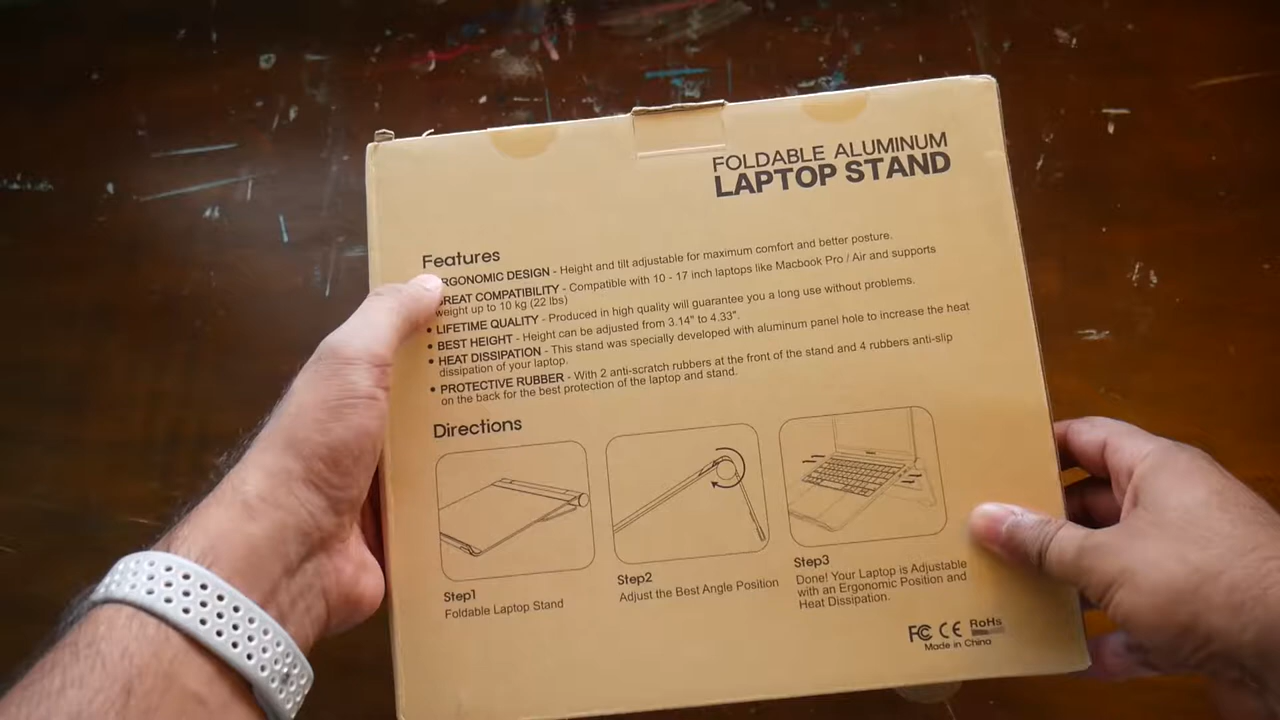 FOLDABLE ALUMINUM
LAPTOP STAND
Features
RGONOMIC DESIGN - Height and tilt adjustable for maximum comfort and better posture.
REAT COMPATIBILITY - Compatible with 10 - 17 inch laptops like Macbook Pro / Air and supports
weight up to 10 kg (22 lbs)
• LIFETIME QUALITY - Produced in high quality will guarantee you a long use without problems.
• BEST HEIGHT - Height can be adjusted from 3.14" to 4.33".
• HEAT DISSIPATION - This stand was specially developed with aluminum panel hole to increase the heat
dissipation of your laptop.
• PROTECTIVE RUBBER - With 2 anti-scratch rubbers at the front of the stand and 4 rubbers anti-slip
on the back for the best protection of the laptop and stand.
Directions
Step1
Foldable Laptop Stand
Step2
Adjust the Best Angle Position
Step3
Done! Your Laptop is Adjustable
with an Ergonomic Position and
Heat Dissipation.
FC CE RoHs
Made in China